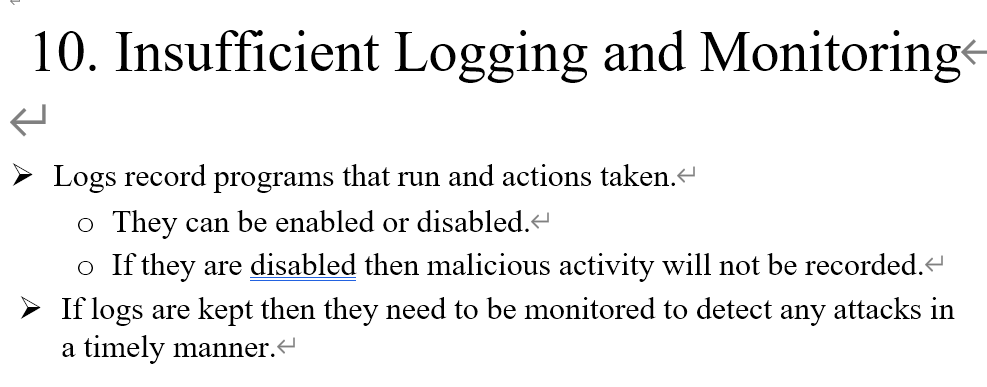 10. Insufficient Logging and Monitoring
Logs record programs that run and actions taken.
They can be enabled or disabled.
If they are disabled then malicious activity will not be recorded.
If logs are kept then they need to be monitored to detect any attacks in
a timely manner.